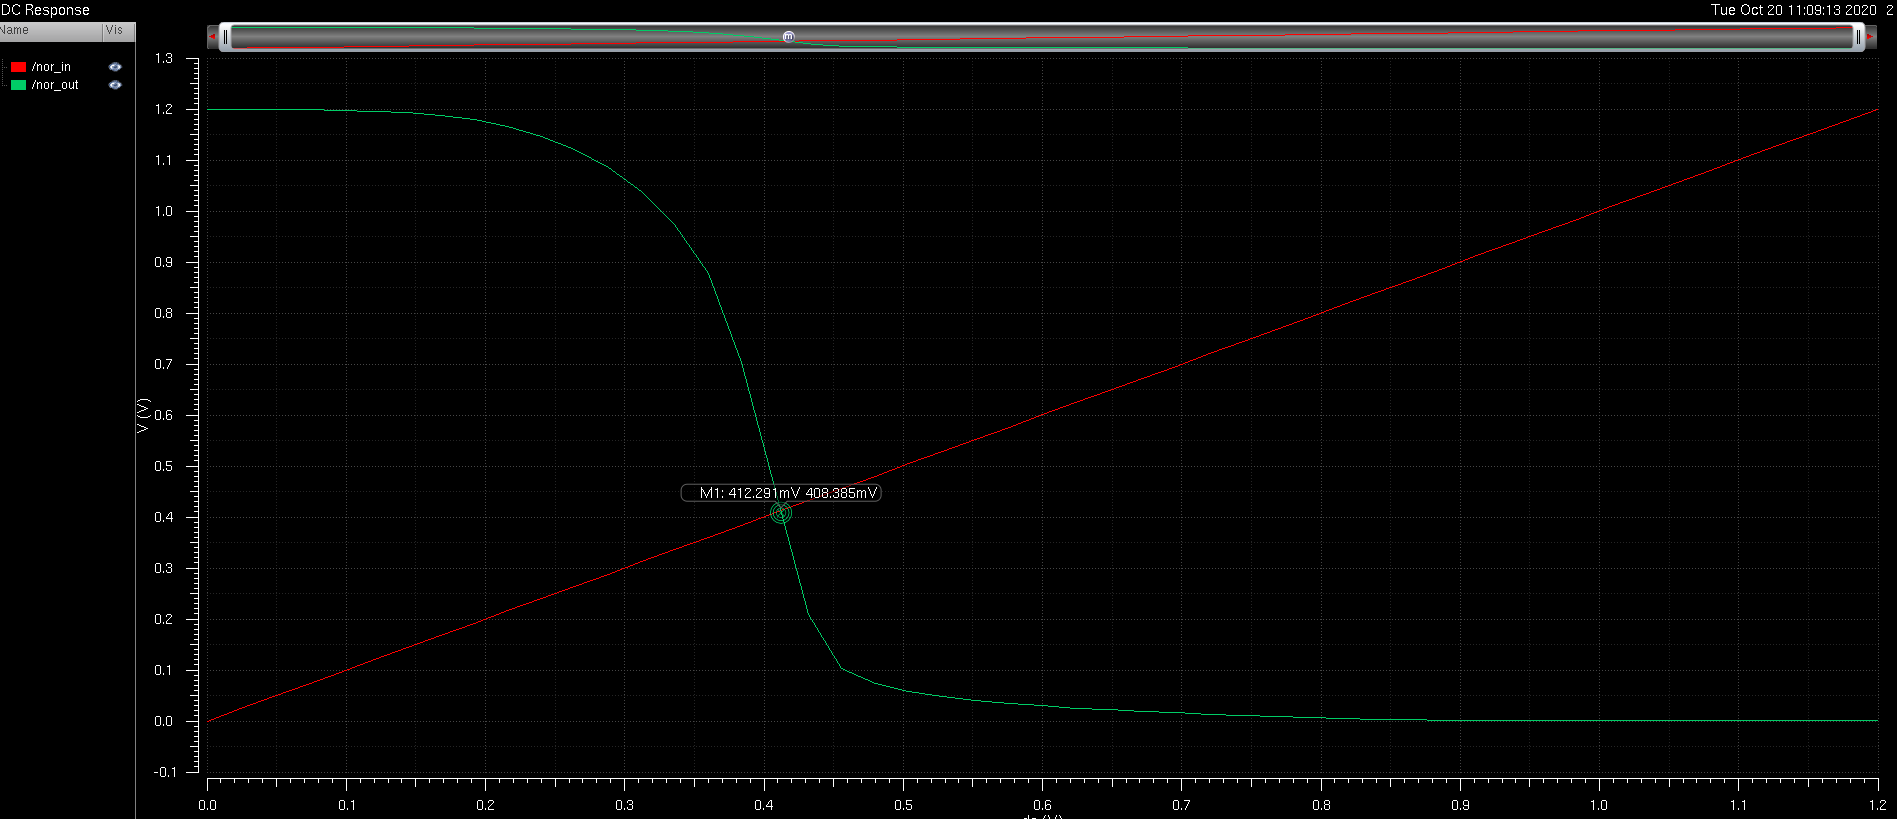 DC Response
Tue Oct 20 11:09:13 2020 2
Name Vis
/nor_in
/nor_out
m
1.3
1.2
1.1
1.0
0.9
0.8
0.7
0.6
0.5
0.4
0.3
0.2
0.1
0.0
-0.1
V (V)
M1: 412.291mV 408.385mV
0.0 0.1 0.2 0.3 0.4 0.5 0.6 0.7 0.8 0.9 1.0 1.1 1.2